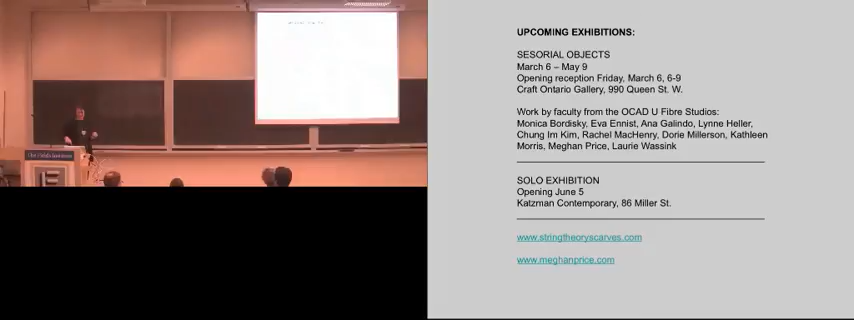 UPCOMING EXHIBITIONS:
SESORIAL OBJECTS
March 6 – May 9
Opening reception Friday, March 6, 6-9
Craft Ontario Gallery, 990 Queen St. W.
Work by faculty from the OCAD U Fibre Studios:
Monica Bordisky, Eva Ennist, Ana Galindo, Lynne Heller,
Chung Im Kim, Rachel MacHenry, Dorie Millerson, Kathleen
Morris, Meghan Price, Laurie Wassink
SOLO EXHIBITION
Opening June 5
Katzman Contemporary, 86 Miller St.
www.stringtheoryscarves.com
www.meghanprice.com